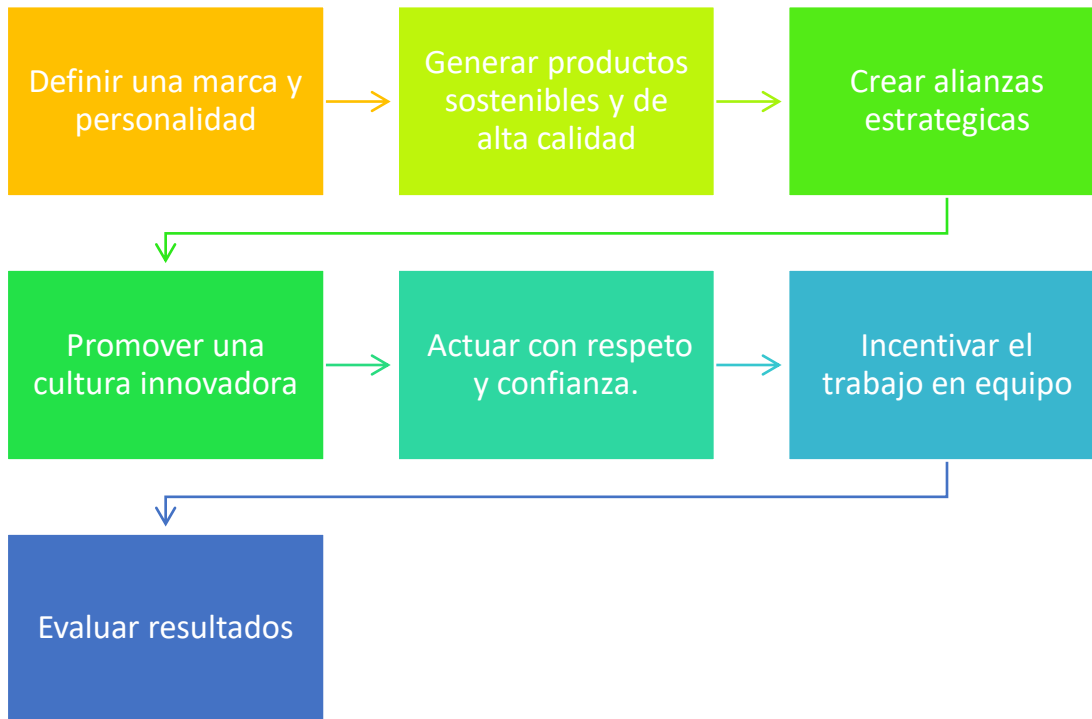 Definir una marca y
personalidad
Generar productos
sostenibles y de
alta calidad
Crear alianzas
estrategicas
Promover una
cultura innovadora
Actuar con respeto
y confianza.
Incentivar el
trabajo en equipo
Evaluar resultados